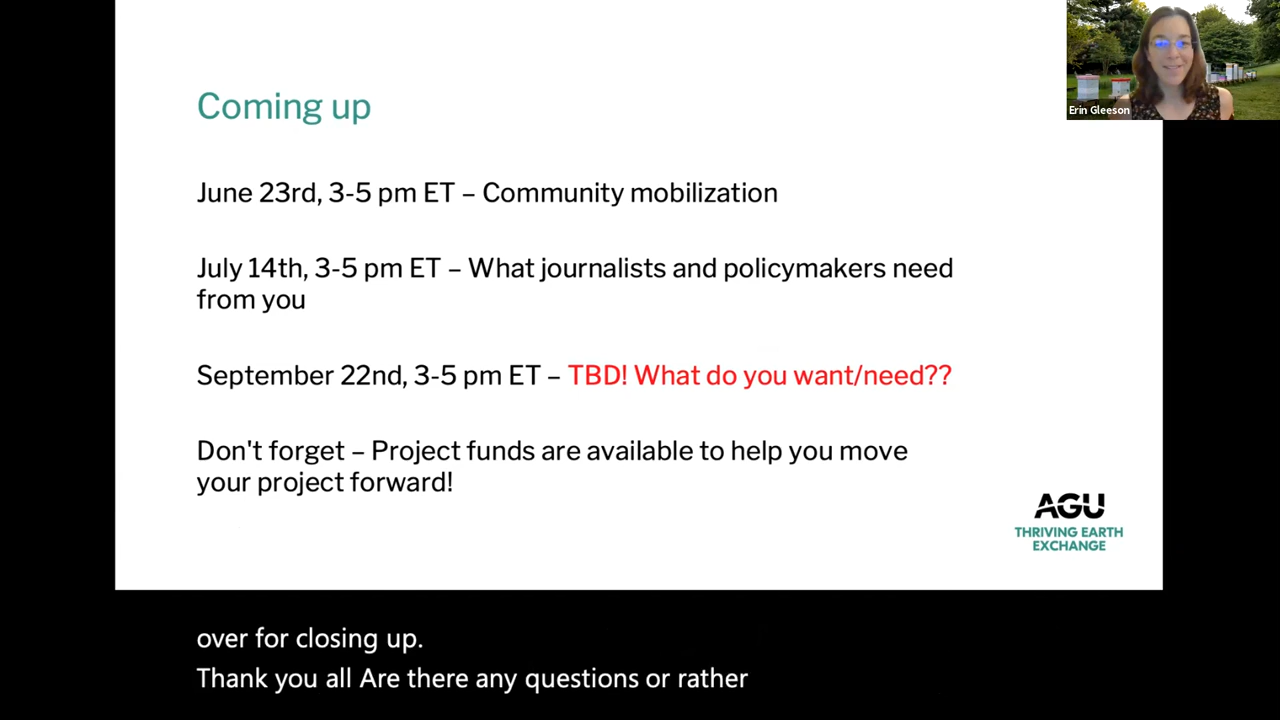 Coming up
Erin Gleeson
June 23rd, 3-5 pm ET – Community mobilization
July 14th, 3-5 pm ET – What journalists and policymakers need
from you
September 22nd, 3-5 pm ET – TBD! What do you want/need??
Don't forget – Project funds are available to help you move
your project forward!
AGU
THRIVING EARTH
EXCHANGE
over for closing up.
Thank you all Are there any questions or rather